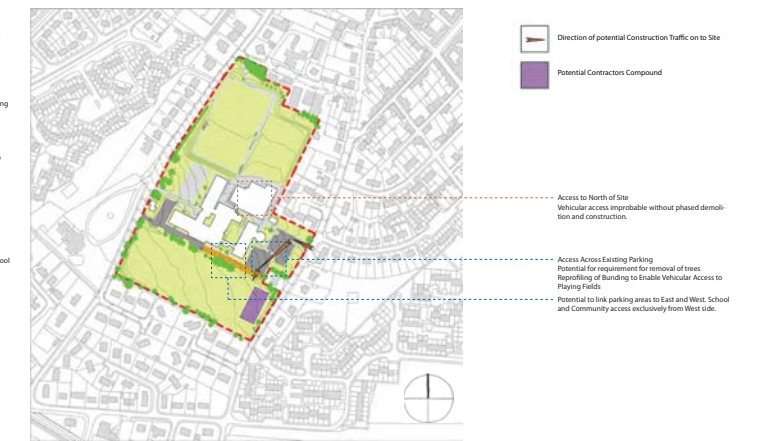 Direction of potential Construction Traffic on to Site
Potential Contractors Compound
ing
Access to North of Site
Vehicular access improbable without phased demoli-
tion and construction.
ool
Access Across Existing Parking
Potential for requirement for removal of trees
Reprofiling of Bunding to Enable Vehicular Access to
Playing Fields
Potential to link parking areas to East and West. School
and Community access exclusively from West side.